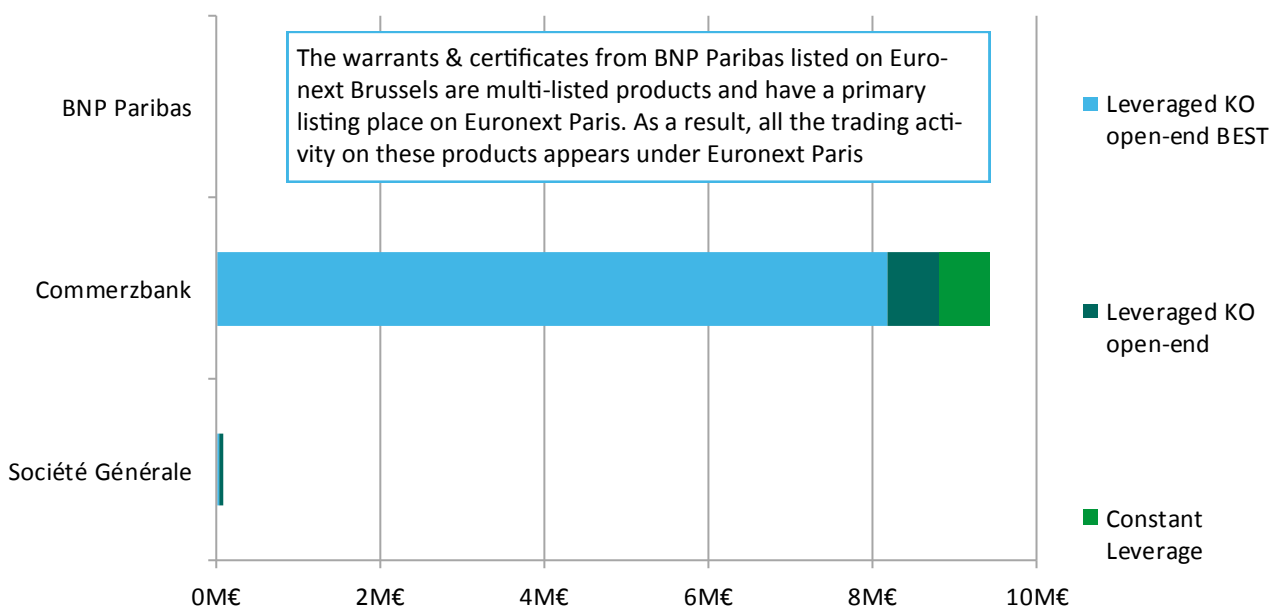 The warrants & certificates from BNP Paribas listed on Euro-
next Brussels are multi-listed products and have a primary
listing place on Euronext Paris. As a result, all the trading acti-
vity on these products appears under Euronext Paris
BNP Paribas
Commerzbank
Société Générale
0M€ 2M€ 4M€ 6M€ 8M€ 10M€
Leveraged KO
open-end BEST
Leveraged KO
open-end
Constant
Leverage